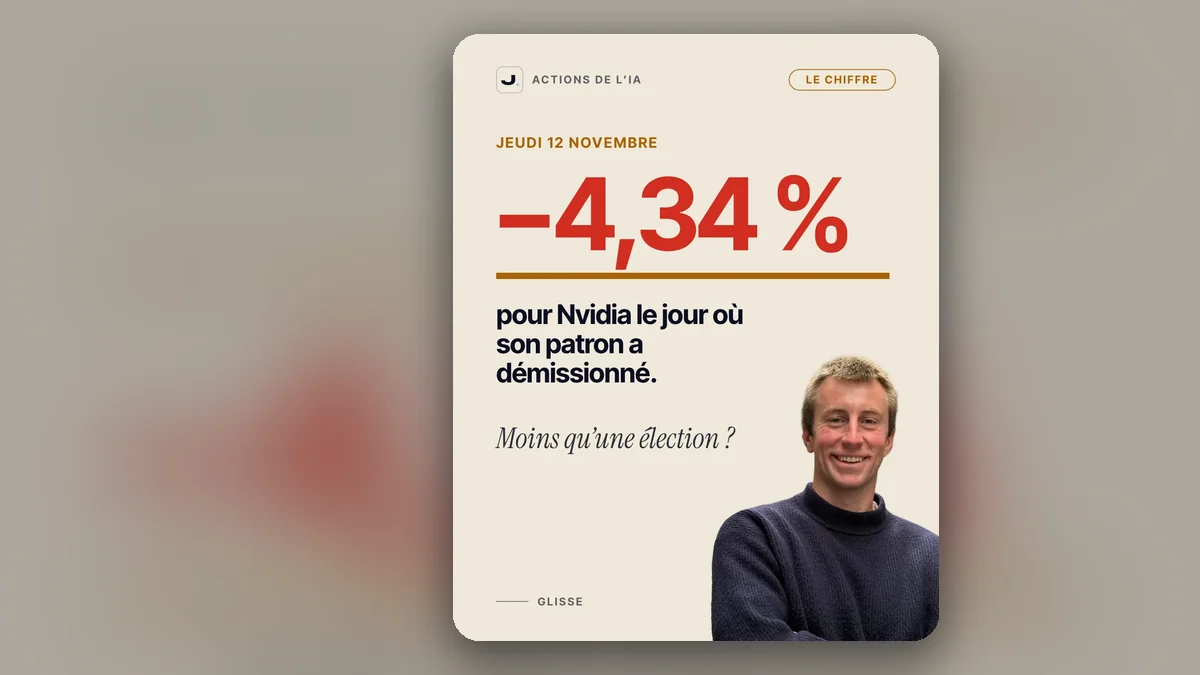 J. ACTIONS DE L’IA
LE CHIFFRE
JEUDI 12 NOVEMBRE
–4,34 %
pour Nvidia le jour où
son patron a
démissionné.
Moins qu’une élection ?
GLISSE